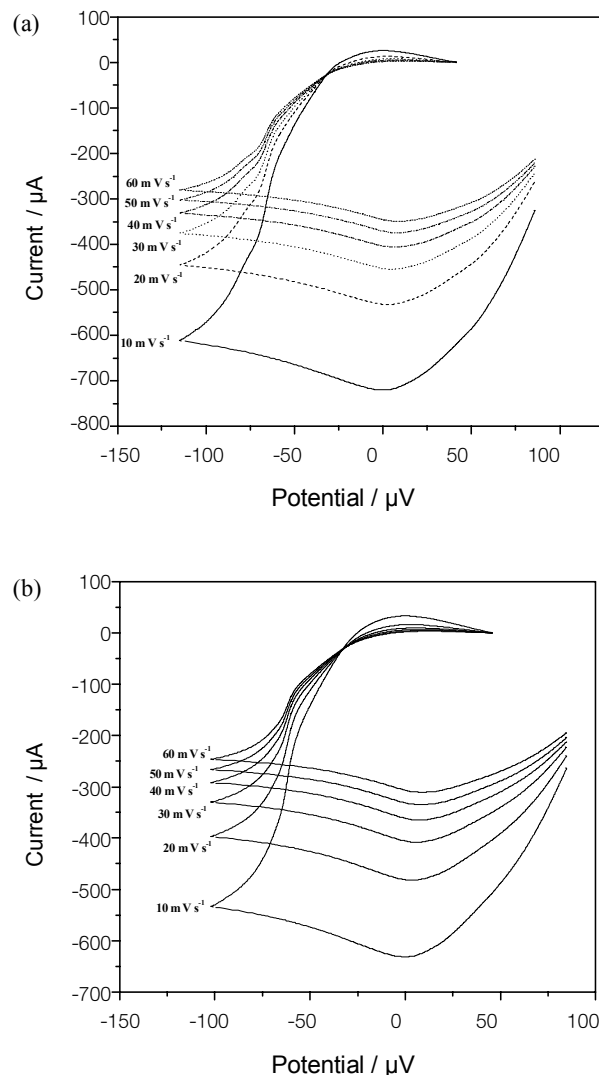 (a)
100
0
-100
-200
-300
-400
-500
-600
-700
-800
Current / µA
60 m V s⁻¹
50 m V s⁻¹
40 m V s⁻¹
30 m V s⁻¹
20 m V s⁻¹
10 m V s⁻¹
-150 -100 -50 0 50 100
Potential / µV
(b)
100
0
-100
-200
-300
-400
-500
-600
-700
Current / µA
60 m V s⁻¹
50 m V s⁻¹
40 m V s⁻¹
30 m V s⁻¹
20 m V s⁻¹
10 m V s⁻¹
-150 -100 -50 0 50 100
Potential / µV